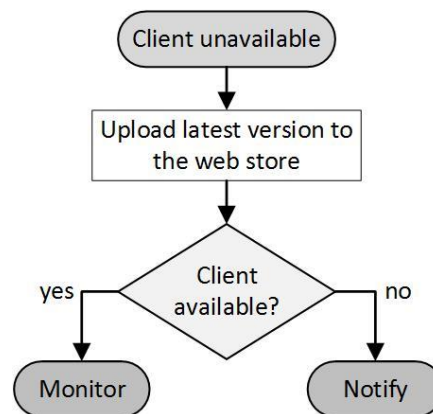 Client unavailable
Upload latest version to
the web store
Client
available?
yes
no
Monitor
Notify